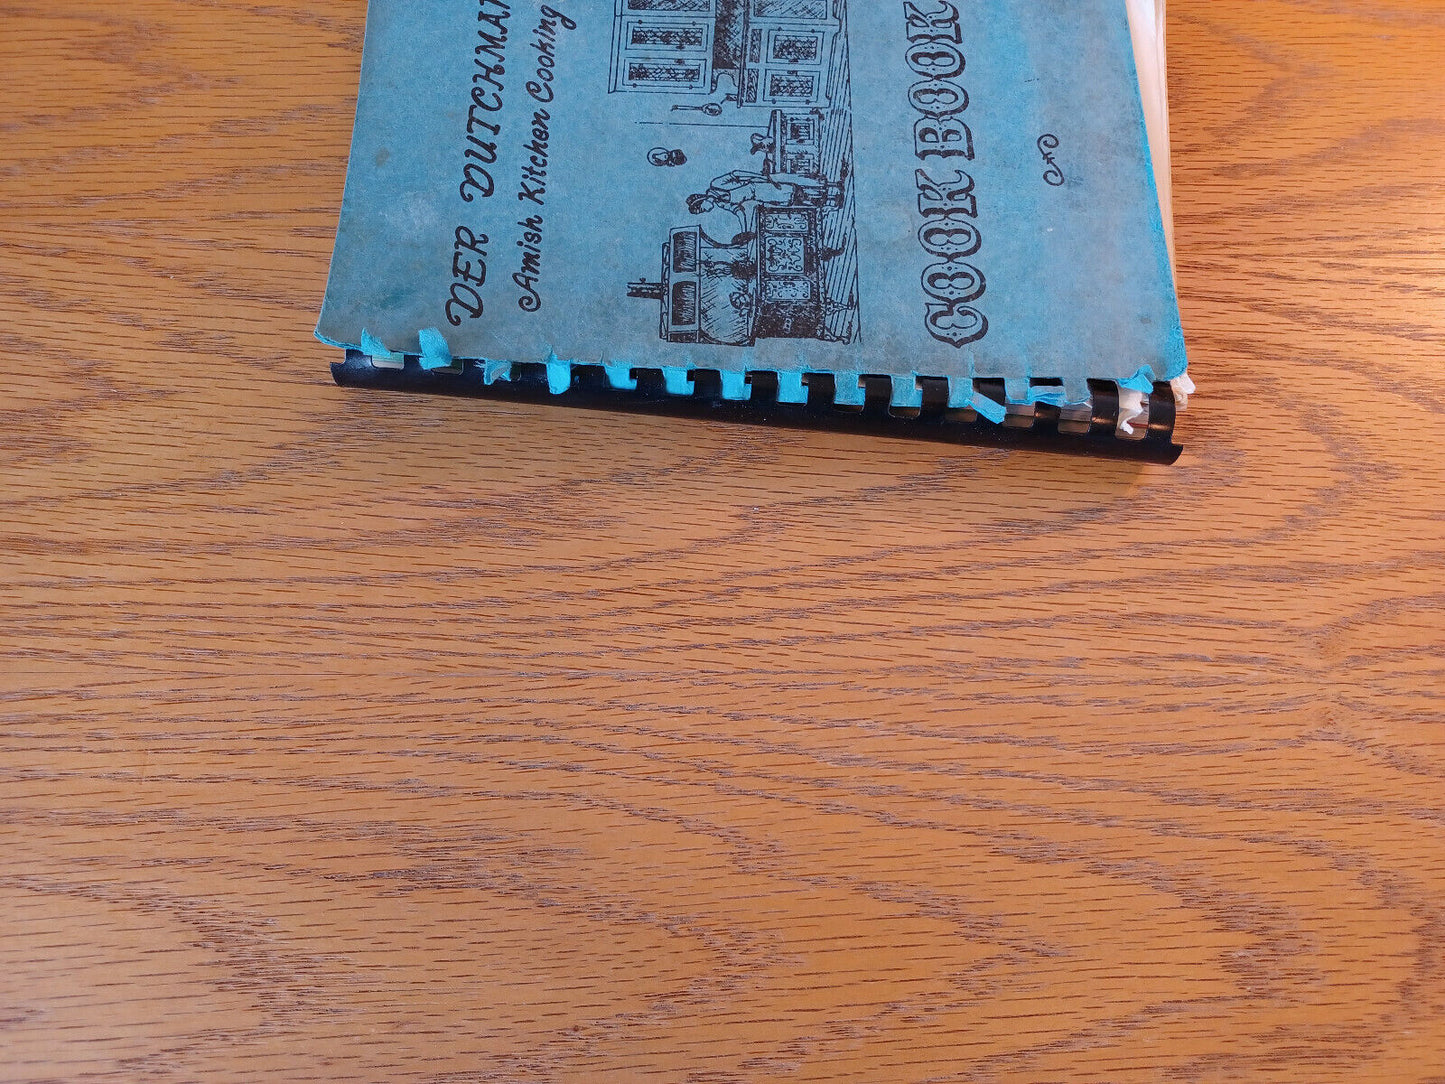 DER DUTCHMAN
Amish Kitchen Cooking
COOK BOOK